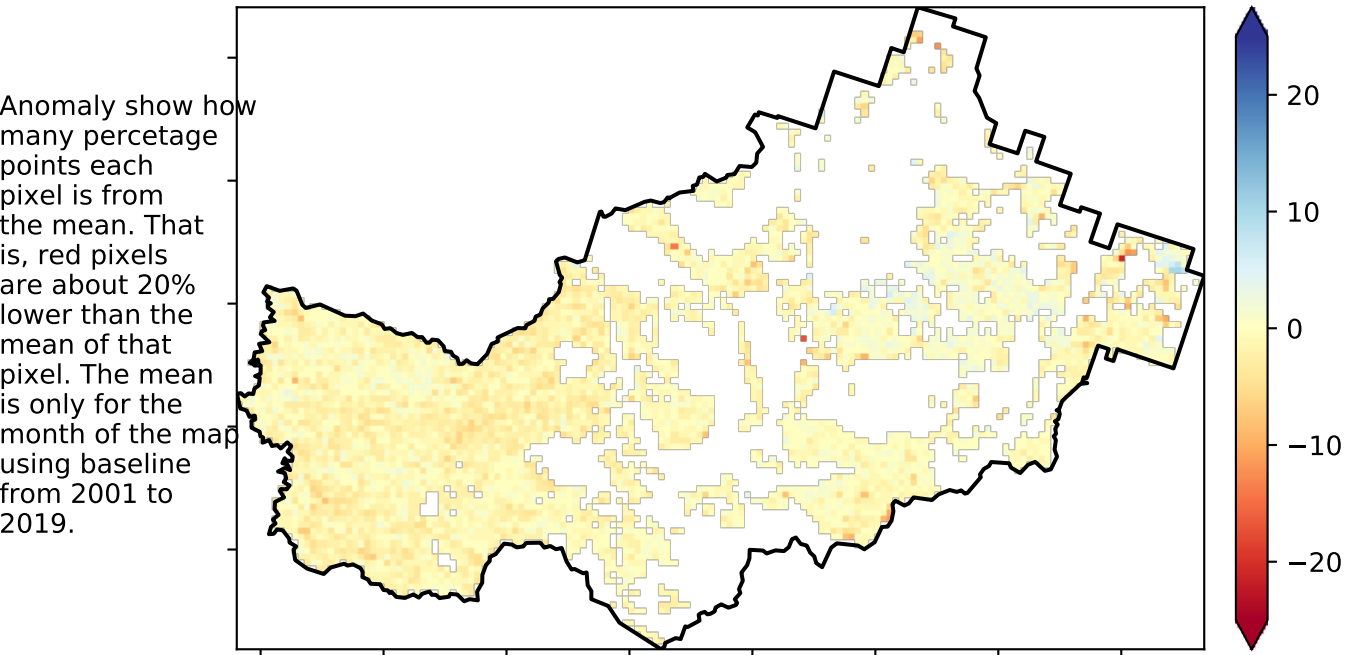 Anomaly show how
many percetage
points each
pixel is from
the mean. That
is, red pixels
are about 20%
lower than the
mean of that
pixel. The mean
is only for the
month of the map
using baseline
from 2001 to
2019.
20
10
0
−10
−20